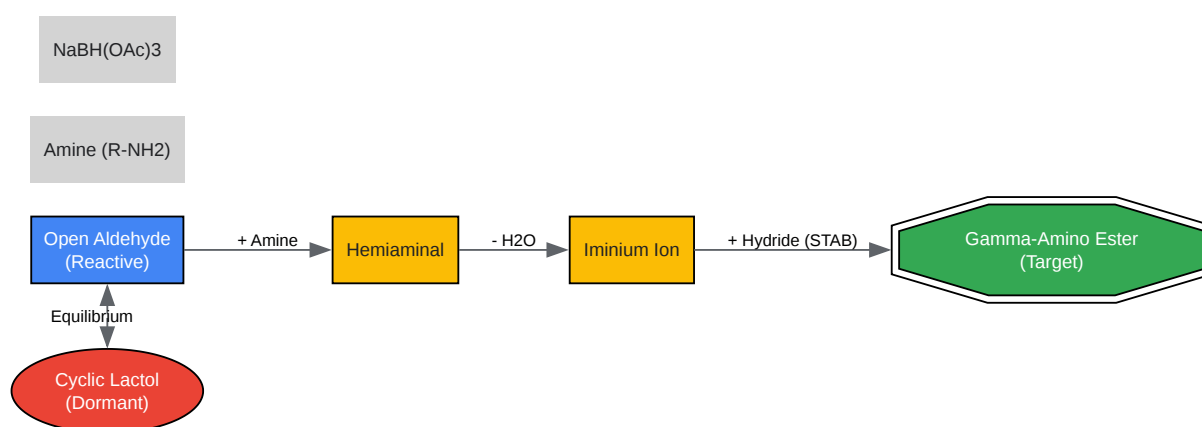 NaBH(OAc)3
Amine (R-NH2)
Open Aldehyde
(Reactive)
+ Amine
Hemiaminal
- H2O
Iminium Ion
+ Hydride (STAB)
Gamma-Amino Ester
(Target)
Equilibrium
Cyclic Lactol
(Dormant)